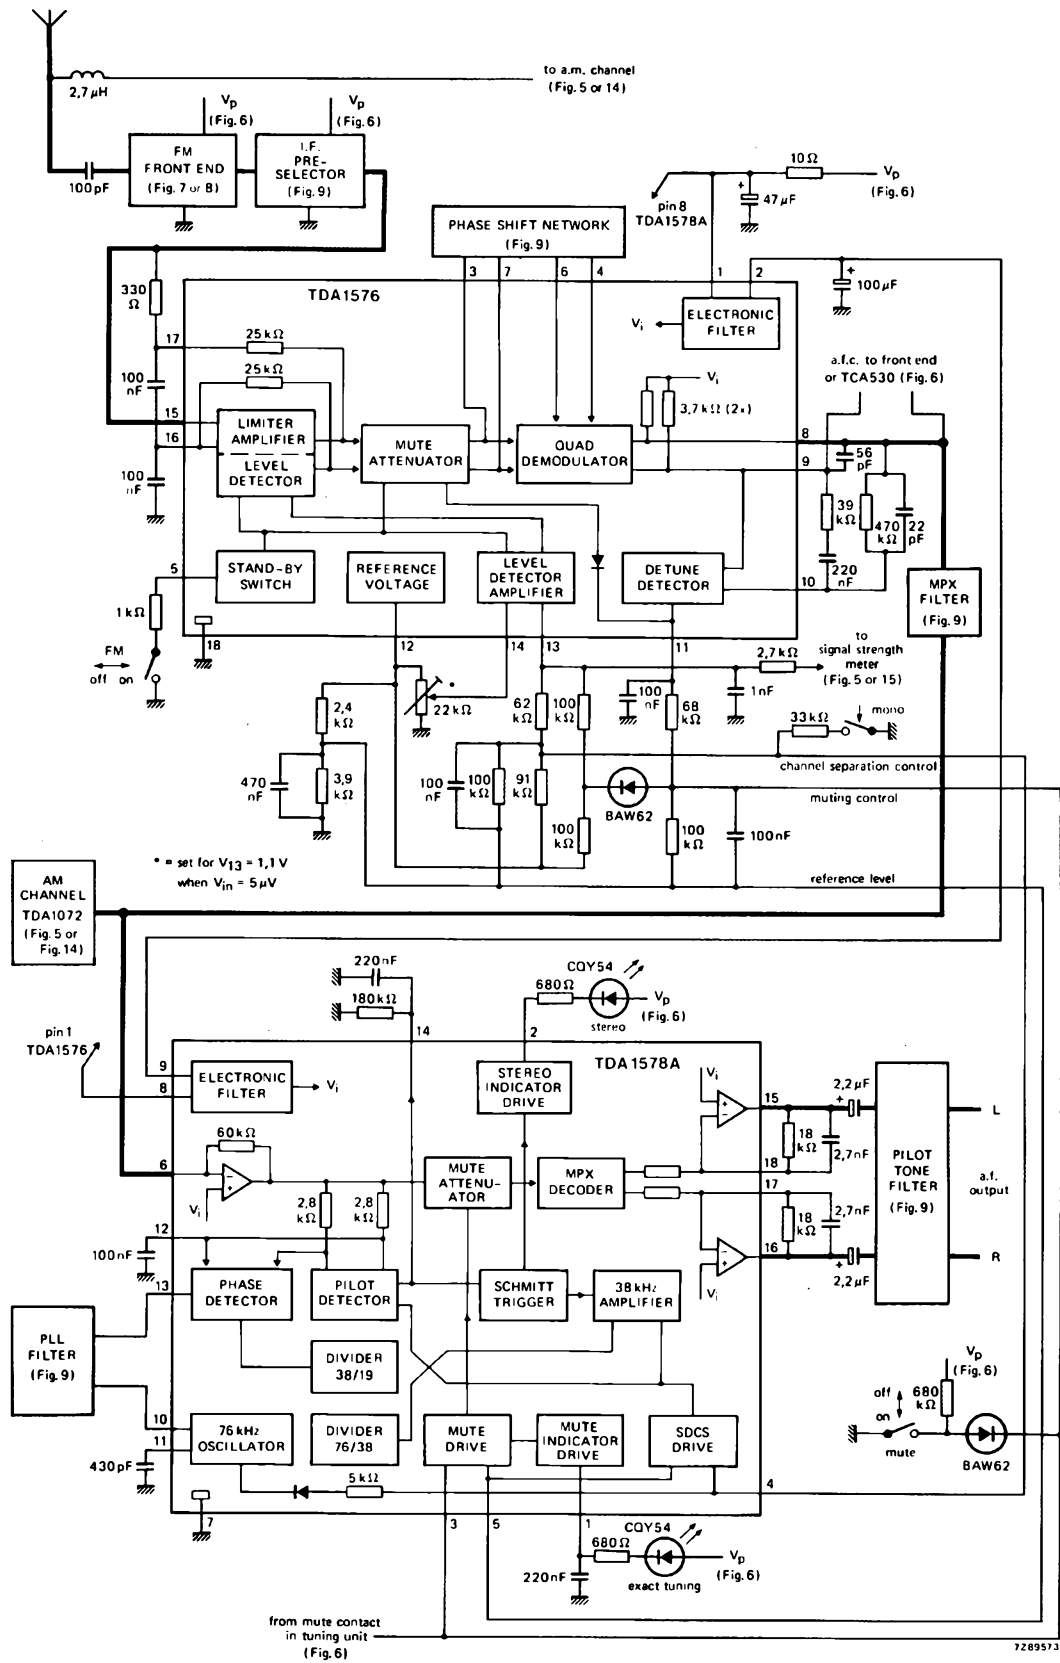 to a.m. channel
(Fig. 5 or 14)
2,7 µH
Vp
(Fig. 6)
Vp
(Fig. 6)
FM
FRONT END
(Fig. 7 or 8)
I.F.
PRE-
SELECTOR
(Fig. 9)
100 pF
10 Ω
Vp
(Fig. 6)
+
47 µF
pin 8
TDA1578A
PHASE SHIFT NETWORK
(Fig. 9)
3
7
6
4
1
2
+
100 µF
330
Ω
TDA1576
ELECTRONIC
FILTER
Vi
17
25 kΩ
25 kΩ
100
nF
a.f.c. to front end
or TCA530 (Fig. 6)
Vi
3,7 kΩ (2x)
15
16
LIMITER
AMPLIFIER
LEVEL
DETECTOR
MUTE
ATTENUATOR
QUAD
DEMODULATOR
8
9
56
pF
100
nF
39
kΩ
470
kΩ
22
pF
220
nF
5
STAND-BY
SWITCH
REFERENCE
VOLTAGE
LEVEL
DETECTOR
AMPLIFIER
DETUNE
DETECTOR
10
MPX
FILTER
(Fig. 9)
1 kΩ
18
12
14
13
11
FM
off on
to
signal strength
meter
(Fig. 5 or 15)
2,7 kΩ
*
22 kΩ
2,4
kΩ
62
kΩ
100
kΩ
100
nF
68
kΩ
1 nF
33 kΩ
mono
channel separation control
470
nF
3,9
kΩ
100
nF
100
kΩ
91
kΩ
BAW62
muting control
100
kΩ
100
kΩ
100 nF
* = set for V13 = 1,1 V
when Vin = 5 µV
reference level
AM
CHANNEL
TDA1072
(Fig. 5 or
Fig. 14)
220 nF
180 kΩ
CQY54
680 Ω
Vp
(Fig. 6)
stereo
pin 1
TDA1576
14
2
TDA1578A
9
8
ELECTRONIC
FILTER
Vi
STEREO
INDICATOR
DRIVE
Vi
+
−
15
2,2 µF
+
L
18
kΩ
2,7 nF
60 kΩ
6
−
+
Vi
MUTE
ATTENU-
ATOR
MPX
DECODER
18
17
PILOT
TONE
FILTER
(Fig. 9)
a.f.
output
2,8
kΩ
2,8
kΩ
18
kΩ
2,7 nF
12
100 nF
−
+
Vi
16
+
2,2 µF
R
13
PHASE
DETECTOR
PILOT
DETECTOR
SCHMITT
TRIGGER
38 kHz
AMPLIFIER
PLL
FILTER
(Fig. 9)
DIVIDER
38/19
Vp
(Fig. 6)
off
on
680
kΩ
mute
BAW62
10
11
76 kHz
OSCILLATOR
DIVIDER
76/38
MUTE
DRIVE
MUTE
INDICATOR
DRIVE
SDCS
DRIVE
430 pF
5 kΩ
4
7
3
5
1
CQY54
680 Ω
Vp
(Fig. 6)
220 nF
exact tuning
from mute contact
in tuning unit
(Fig. 6)
7Z89573